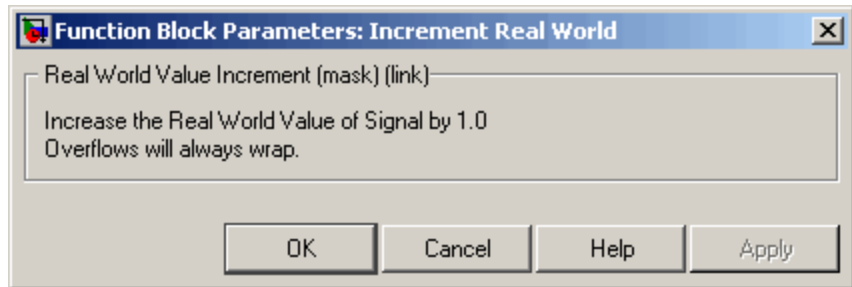 Function Block Parameters: Increment Real World
Real World Value Increment (mask) (link)
Increase the Real World Value of Signal by 1.0
Overflows will always wrap.
OK Cancel Help Apply